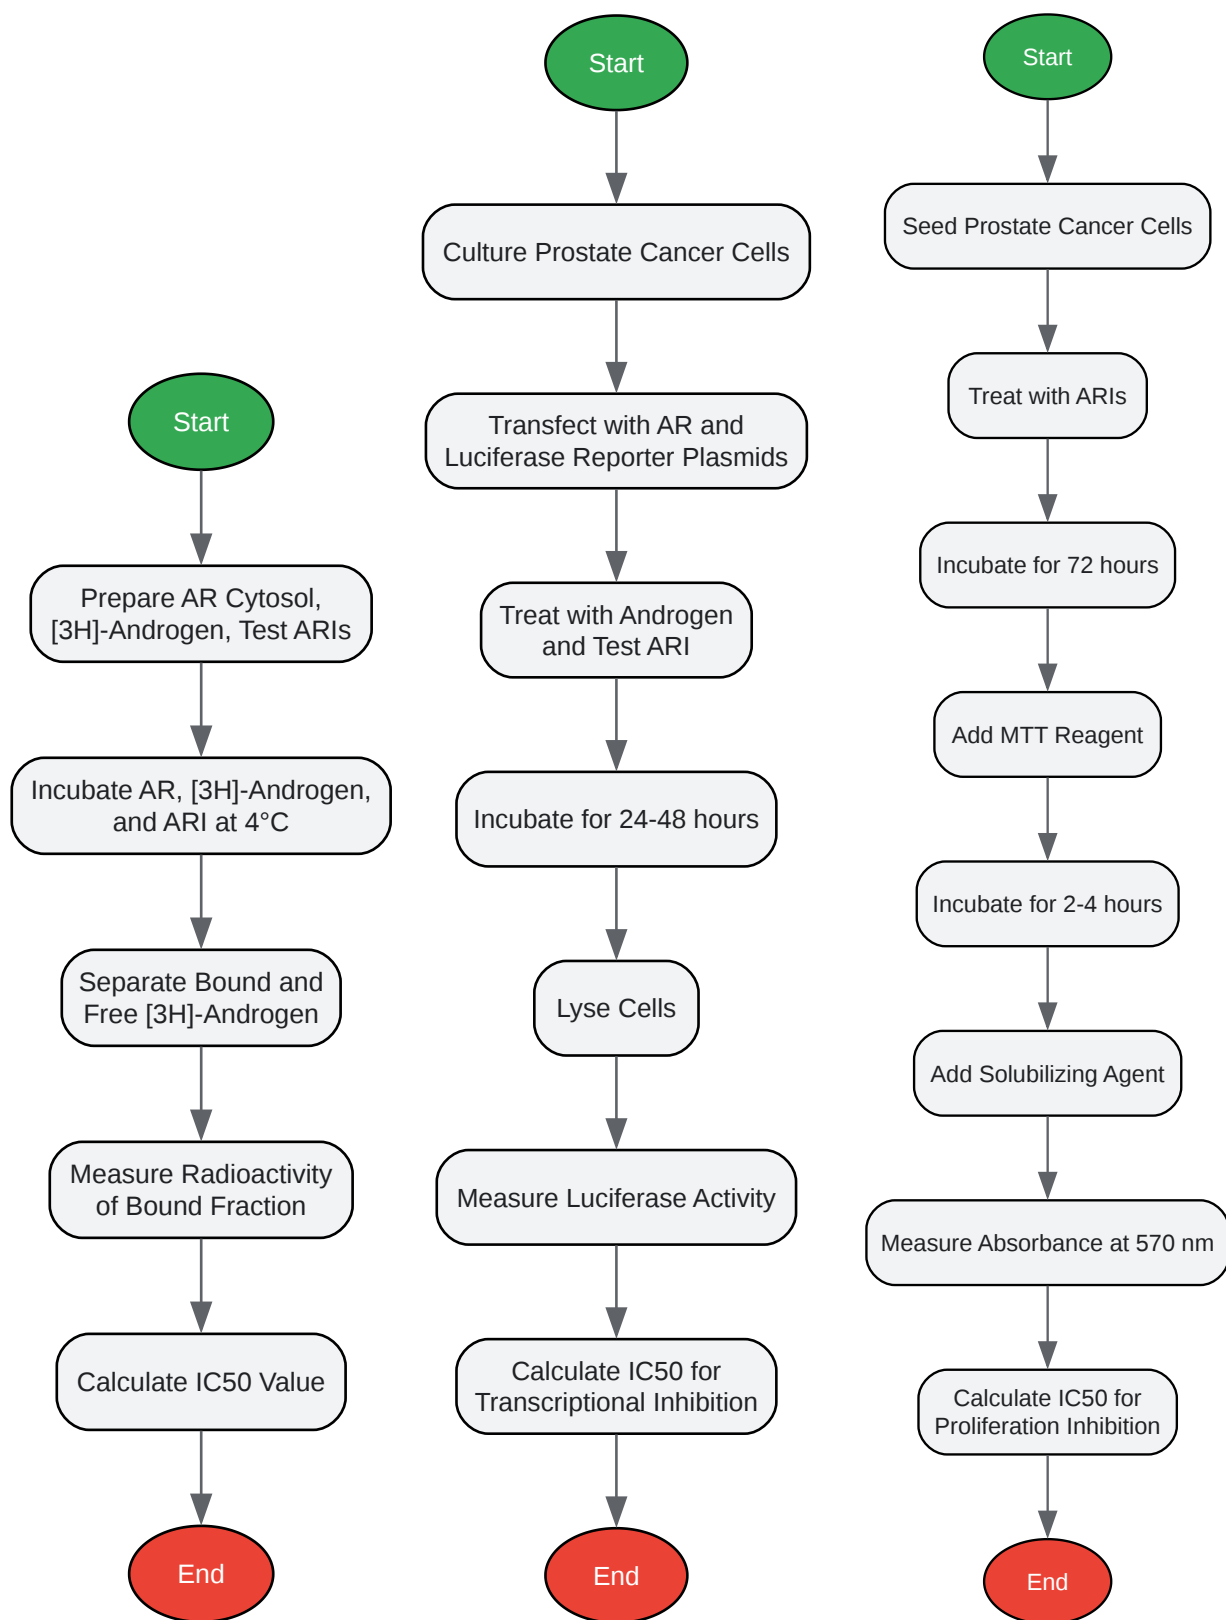 Start
Prepare AR Cytosol,
[3H]-Androgen, Test ARIs
Incubate AR, [3H]-Androgen,
and ARI at 4°C
Separate Bound and
Free [3H]-Androgen
Measure Radioactivity
of Bound Fraction
Calculate IC50 Value
End
Start
Culture Prostate Cancer Cells
Transfect with AR and
Luciferase Reporter Plasmids
Treat with Androgen
and Test ARI
Incubate for 24-48 hours
Lyse Cells
Measure Luciferase Activity
Calculate IC50 for
Transcriptional Inhibition
End
Start
Seed Prostate Cancer Cells
Treat with ARIs
Incubate for 72 hours
Add MTT Reagent
Incubate for 2-4 hours
Add Solubilizing Agent
Measure Absorbance at 570 nm
Calculate IC50 for
Proliferation Inhibition
End